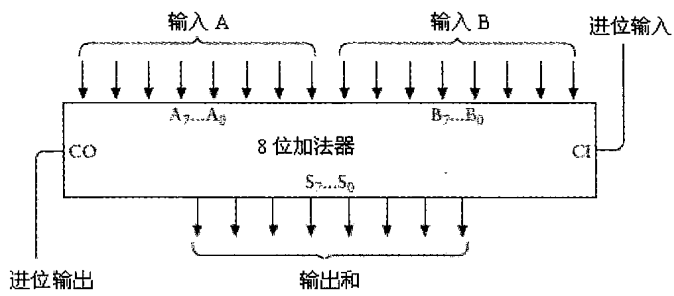 输入 A
输入 B
进位输入
A₇...A₀
B₇...B₀
CO
8 位加法器
CI
S₇...S₀
进位输出
输出和